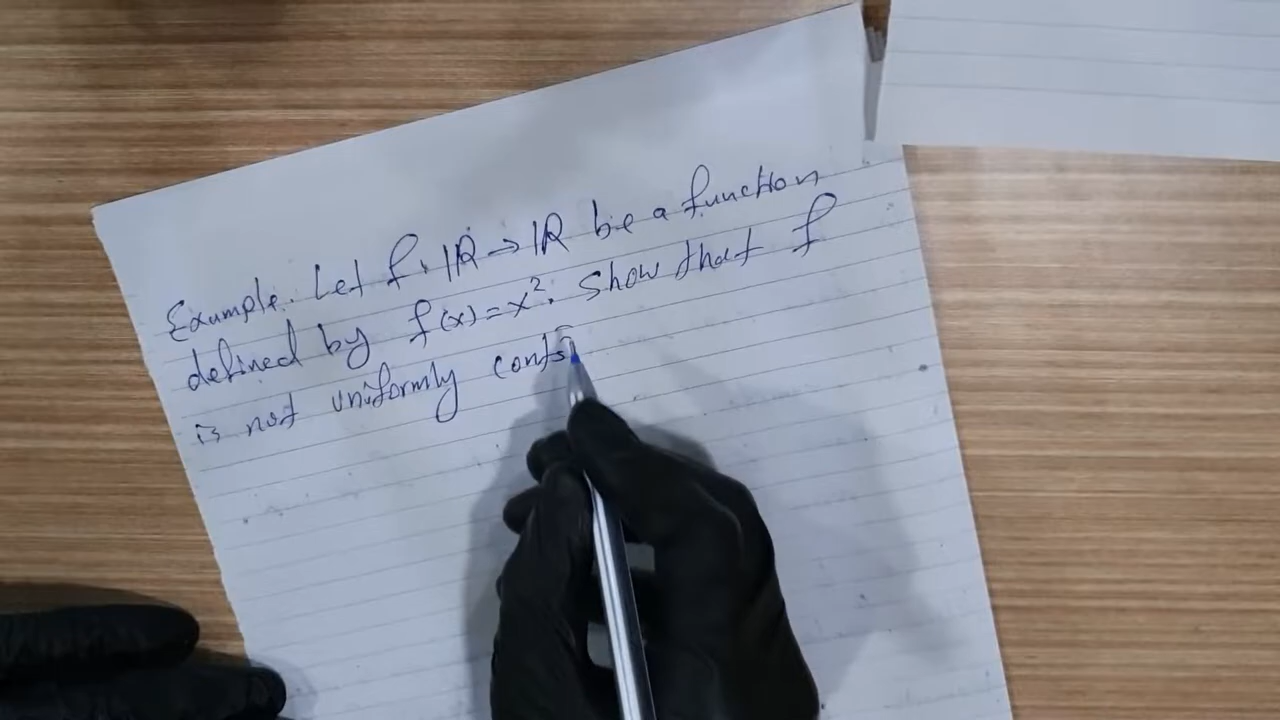 Example. Let f: ℝ → ℝ be a function
defined by f(x) = x². Show that f
is not uniformly conti